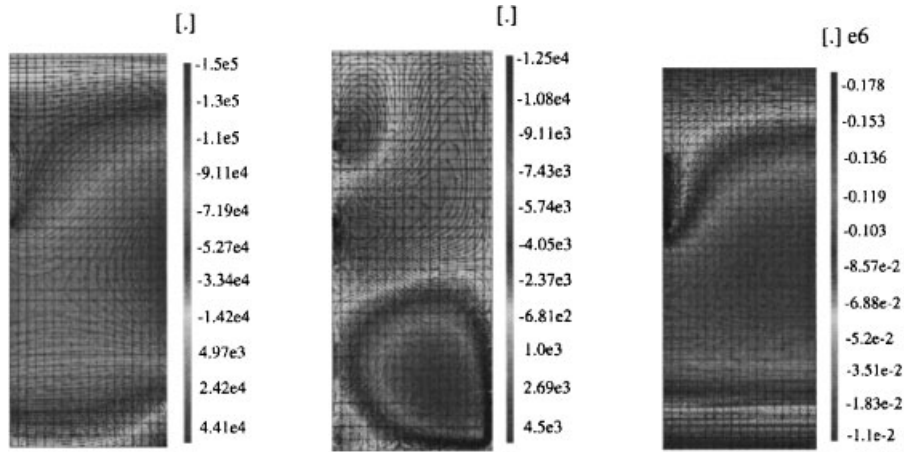 [.]
-1.5e5
-1.3e5
-1.1e5
-9.11e4
-7.19e4
-5.27e4
-3.34e4
-1.42e4
4.97e3
2.42e4
4.41e4
[.]
-1.25e4
-1.08e4
-9.11e3
-7.43e3
-5.74e3
-4.05e3
-2.37e3
-6.81e2
1.0e3
2.69e3
4.5e3
[.] e6
-0.178
-0.153
-0.136
-0.119
-0.103
-8.57e-2
-6.88e-2
-5.2e-2
-3.51e-2
-1.83e-2
-1.1e-2